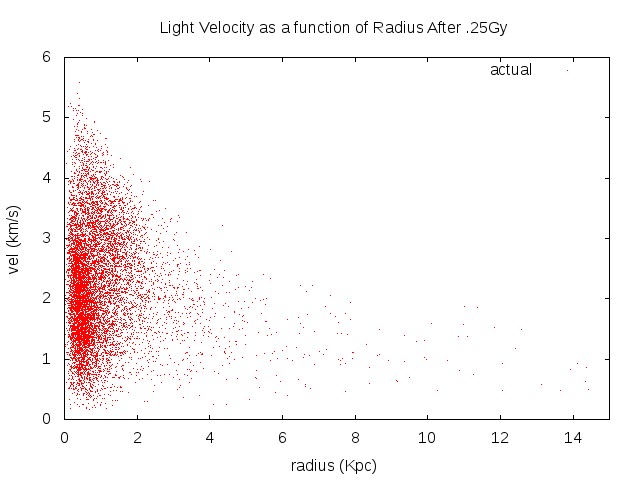 Light Velocity as a function of Radius After .25Gy
actual
6
5
4
3
2
1
0
vel (km/s)
0 2 4 6 8 10 12 14
radius (Kpc)